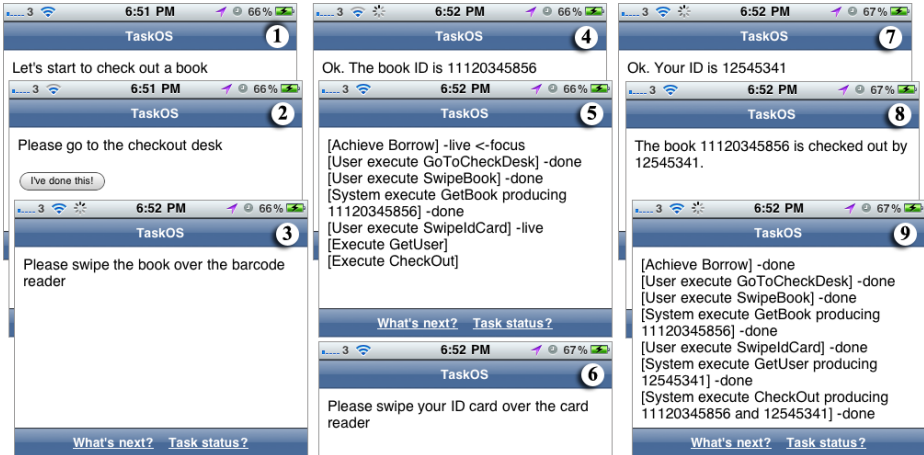 3 6:51 PM 66%
TaskOS
1
Let's start to check out a book
3 6:51 PM 66%
TaskOS
2
Please go to the checkout desk
I've done this!
3 6:52 PM 66%
TaskOS
3
Please swipe the book over the barcode
reader
What's next? Task status?
3 6:52 PM 66%
TaskOS
4
Ok. The book ID is 11120345856
3 6:52 PM 66%
TaskOS
5
[Achieve Borrow] -live <-focus
[User execute GoToCheckDesk] -done
[User execute SwipeBook] -done
[System execute GetBook producing
11120345856] -done
[User execute SwipeIdCard] -live
[Execute GetUser]
[Execute CheckOut]
What's next? Task status?
3 6:52 PM 67%
TaskOS
6
Please swipe your ID card over the card
reader
3 6:52 PM 67%
TaskOS
7
Ok. Your ID is 12545341
3 6:52 PM 67%
TaskOS
8
The book 11120345856 is checked out by
12545341.
3 6:52 PM 67%
TaskOS
9
[Achieve Borrow] -done
[User execute GoToCheckDesk] -done
[User execute SwipeBook] -done
[System execute GetBook producing
11120345856] -done
[User execute SwipeIdCard] -done
[System execute GetUser producing
12545341] -done
[System execute CheckOut producing
11120345856 and 12545341] -done
What's next? Task status?